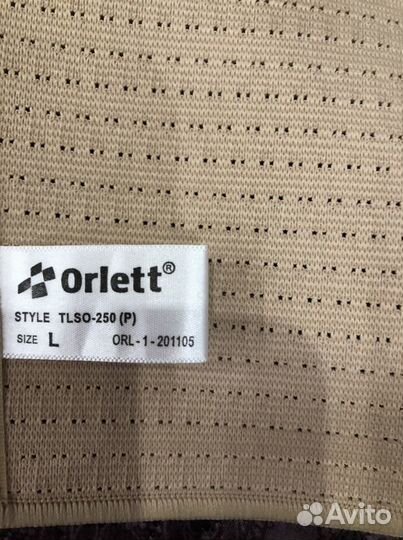 Orlett®
STYLE TLSO-250 (P)
SIZE L ORL-1-201105
Avito